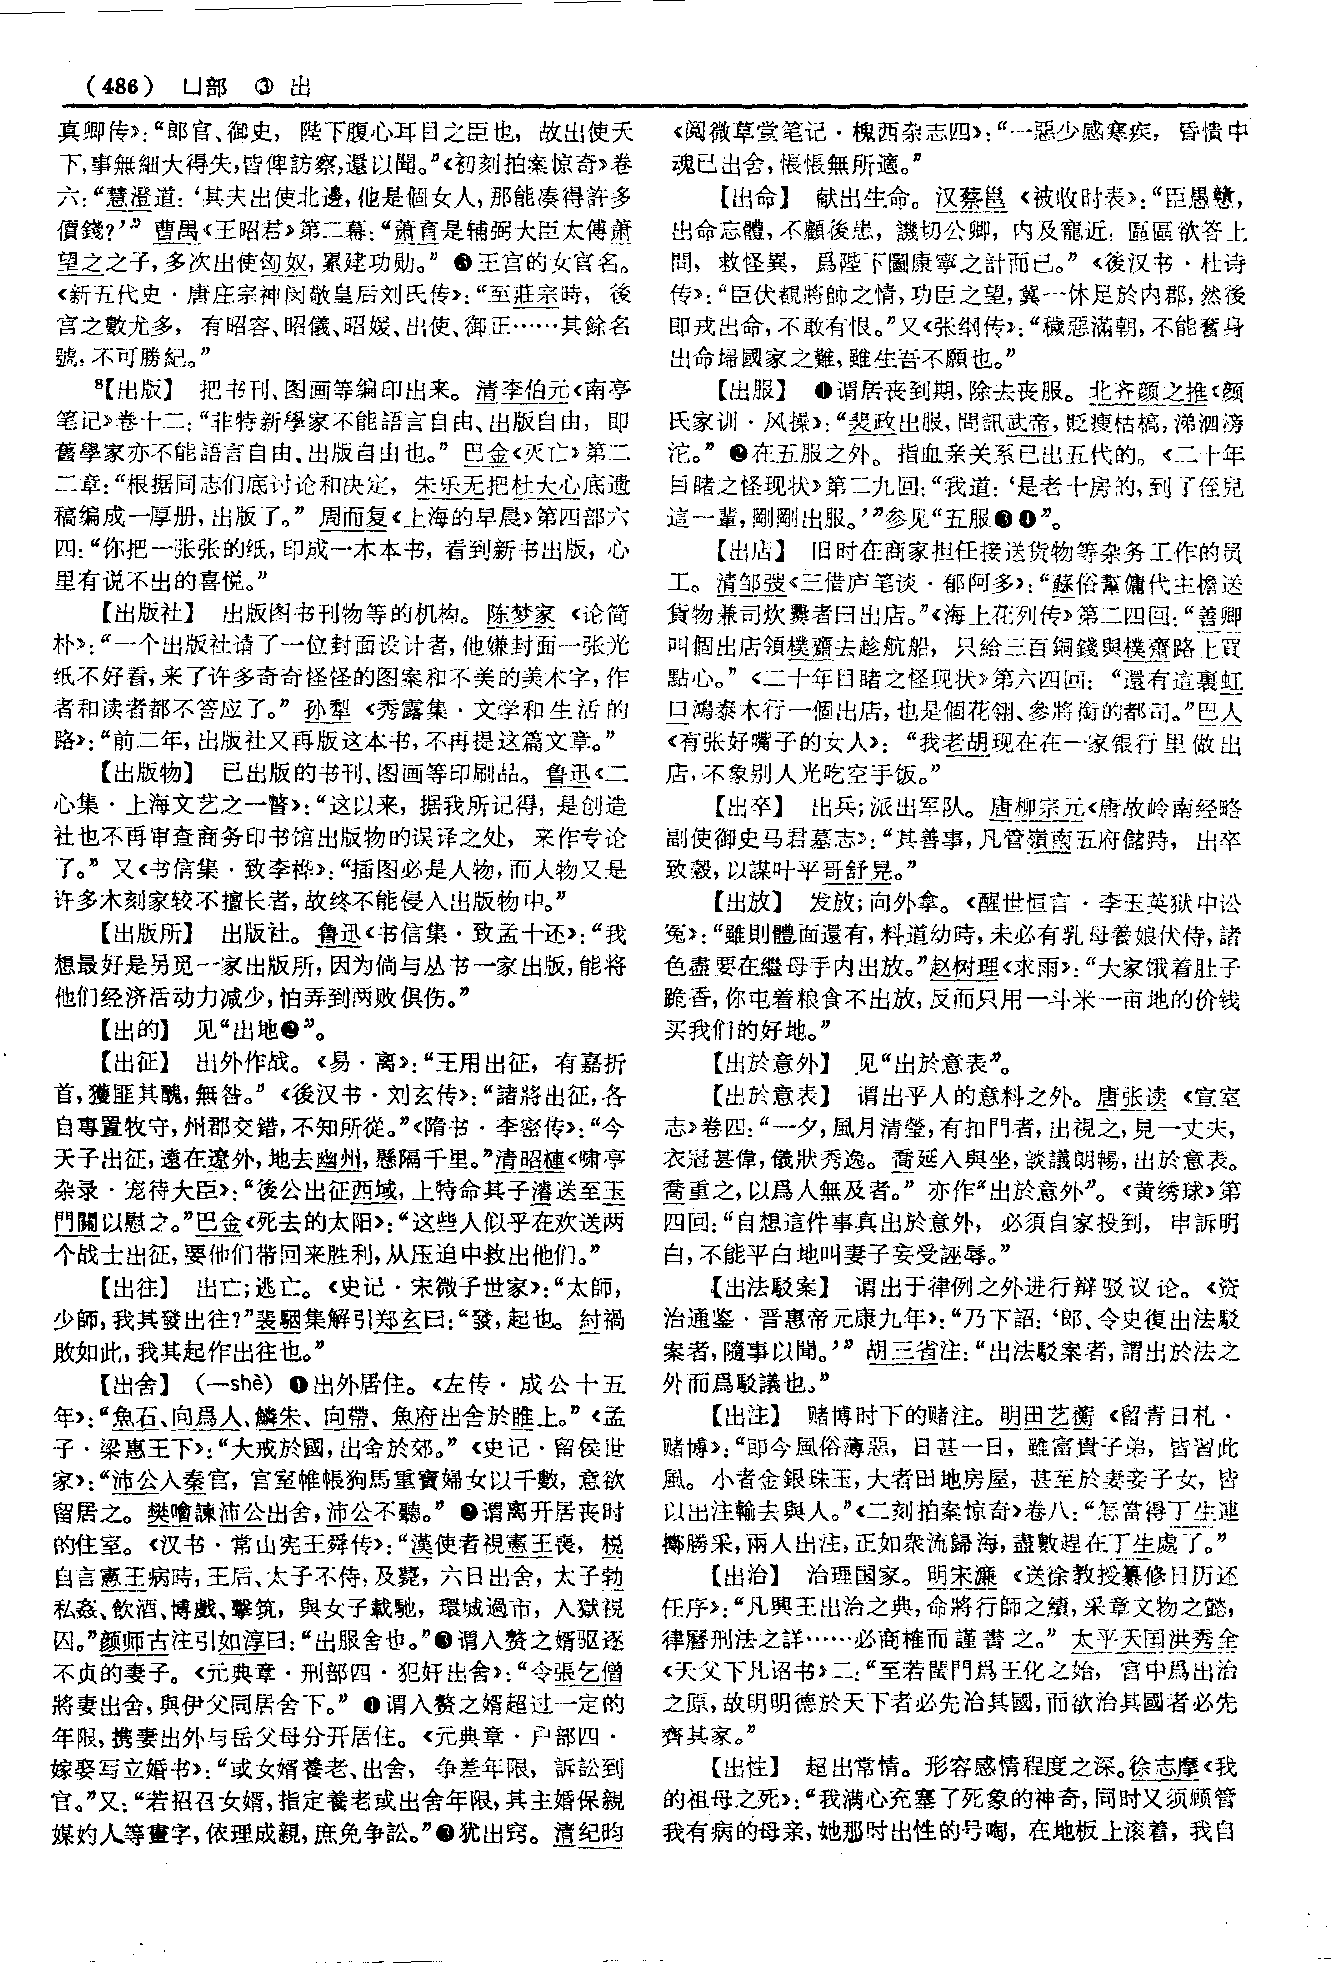 (486) 凵部 ③ 出
真卿传》：“郎官、御史，陛下腹心耳目之臣也，故出使天
下，事無細大得失，皆俾訪察，還以聞。”《初刻拍案惊奇》卷
六：“慧澄道：‘其夫出使北邊，他是個女人，那能凑得許多
價錢？’” 曹禺《王昭君》第二幕：“萧育是辅弼大臣太傅萧
望之之子，多次出使匈奴，累建功勋。” ❻王宫的女官名。
《新五代史·唐庄宗神闵敬皇后刘氏传》：“至莊宗時，後
宫之數尤多，有昭容、昭儀、昭媛、出使、御正……其餘名
號，不可勝紀。”
⁸【出版】 把书刊、图画等编印出来。清李伯元《南亭
笔记》卷十二：“非特新學家不能語言自由、出版自由，即
舊學家亦不能語言自由、出版自由也。” 巴金《灭亡》第二
二章：“根据同志们底讨论和决定，朱乐无把杜大心底遗
稿编成一厚册，出版了。” 周而复《上海的早晨》第四部六
四：“你把一张张的纸，印成一本本书，看到新书出版，心
里有说不出的喜悦。”
【出版社】 出版图书刊物等的机构。陈梦家《论简
朴》：“一个出版社请了一位封面设计者，他嫌封面一张光
纸不好看，来了许多奇奇怪怪的图案和不美的美术字，作
者和读者都不答应了。” 孙犁《秀露集·文学和生活的
路》：“前二年，出版社又再版这本书，不再提这篇文章。”
【出版物】 已出版的书刊、图画等印刷品。鲁迅《二
心集·上海文艺之一瞥》：“这以来，据我所记得，是创造
社也不再审查商务印书馆出版物的误译之处，来作专论
了。” 又《书信集·致李桦》：“插图必是人物，而人物又是
许多木刻家较不擅长者，故终不能侵入出版物中。”
【出版所】 出版社。鲁迅《书信集·致孟十还》：“我
想最好是另觅一家出版所，因为倘与丛书一家出版，能将
他们经济活动力减少，怕弄到两败俱伤。”
【出的】 见“出地❷”。
【出征】 出外作战。《易·离》：“王用出征，有嘉折
首，獲匪其醜，無咎。” 《後汉书·刘玄传》：“諸將出征，各
自專置牧守，州郡交錯，不知所從。”《隋书·李密传》：“今
天子出征，遠在遼外，地去幽州，懸隔千里。”清昭槤《啸亭
杂录·宠待大臣》：“後公出征西域，上特命其子濬送至玉
門關以慰之。”巴金《死去的太阳》：“这些人似乎在欢送两
个战士出征，要他们带回来胜利，从压迫中救出他们。”
【出往】 出亡；逃亡。《史记·宋微子世家》：“太師，
少師，我其發出往？”裴駰集解引郑玄曰：“發，起也。紂禍
敗如此，我其起作出往也。”
【出舍】 (—shè) ❶出外居住。《左传·成公十五
年》：“魚石、向爲人、鱗朱、向帶、魚府出舍於睢上。” 《孟
子·梁惠王下》：“大戒於國，出舍於郊。” 《史记·留侯世
家》：“沛公入秦宫，宫室帷帳狗馬重寶婦女以千數，意欲
留居之。樊噲諫沛公出舍，沛公不聽。” ❷谓离开居丧时
的住室。《汉书·常山宪王舜传》：“漢使者視憲王喪，棁
自言憲王病時，王后、太子不侍，及薨，六日出舍，太子勃
私姦、飲酒、博戲、擊筑，與女子載馳，環城過市，入獄視
囚。”颜师古注引如淳曰：“出服舍也。”❸谓入赘之婿驱逐
不贞的妻子。《元典章·刑部四·犯奸出舍》：“令張乞僧
將妻出舍，與伊父同居舍下。” ❹谓入赘之婿超过一定的
年限，携妻出外与岳父母分开居住。《元典章·户部四·
嫁娶写立婚书》：“或女婿養老、出舍，争差年限，訴訟到
官。”又：“若招召女婿，指定養老或出舍年限，其主婚保親
媒妁人等畫字，依理成親，庶免争訟。”❺犹出窍。清纪昀
《阅微草堂笔记·槐西杂志四》：“一惡少感寒疾，昏憒中
魂已出舍，悵悵無所適。”
【出命】 献出生命。汉蔡邕《被收时表》：“臣愚戇，
出命忘體，不顧後患，譏切公卿，内及寵近，區區欲答上
問，救怪異，爲陛下圖康寧之計而已。” 《後汉书·杜诗
传》：“臣伏覩將帥之情，功臣之望，冀一休足於内郡，然後
即戎出命，不敢有恨。”又《张纲传》：“穢惡滿朝，不能奮身
出命埽國家之難，雖生吾不願也。”
【出服】 ❶谓居丧到期，除去丧服。北齐颜之推《颜
氏家训·风操》：“裴政出服，問訊武帝，貶瘦枯槁，涕泗滂
沱。” ❷在五服之外。指血亲关系已出五代的。《二十年
目睹之怪现状》第二九回：“我道：‘是老十房的，到了侄兒
這一輩，剛剛出服。’”参见“五服❸❶”。
【出店】 旧时在商家担任接送货物等杂务工作的员
工。清邹弢《三借庐笔谈·郁阿多》：“蘇俗幫傭代主擔送
貨物兼司炊爨者曰出店。”《海上花列传》第二四回：“善卿
叫個出店領樸齋去趁航船，只給三百銅錢與樸齋路上買
點心。” 《二十年目睹之怪现状》第六四回：“還有這裏虹
口鴻泰木行一個出店，也是個花翎、參將銜的都司。”巴人
《有张好嘴子的女人》：“我老胡现在在一家银行里做出
店，不象别人光吃空手饭。”
【出卒】 出兵；派出军队。唐柳宗元《唐故岭南经略
副使御史马君墓志》：“其善事，凡管嶺南五府儲跱，出卒
致穀，以謀叶平哥舒晃。”
【出放】 发放；向外拿。《醒世恒言·李玉英狱中讼
冤》：“雖則體面還有，料道幼時，未必有乳母養娘伏侍，諸
色盡要在繼母手内出放。”赵树理《求雨》：“大家饿着肚子
跪香，你屯着粮食不出放，反而只用一斗米一亩地的价钱
买我们的好地。”
【出於意外】 见“出於意表”。
【出於意表】 谓出乎人的意料之外。唐张读《宣室
志》卷四：“一夕，風月清瑩，有扣門者，出視之，見一丈夫，
衣冠甚偉，儀狀秀逸。喬延入與坐，談議朗暢，出於意表。
喬重之，以爲人無及者。” 亦作“出於意外”。《黄绣球》第
四回：“自想這件事真出於意外，必須自家投到，申訴明
白，不能平白地叫妻子妄受誣辱。”
【出法駁案】 谓出于律例之外进行辩驳议论。《资
治通鉴·晋惠帝元康九年》：“乃下詔：‘郎、令史復出法駁
案者，隨事以聞。’” 胡三省注：“出法駁案者，謂出於法之
外而爲駁議也。”
【出注】 赌博时下的赌注。明田艺蘅《留青日札·
赌博》：“即今風俗薄惡，日甚一日，雖富貴子弟，皆習此
風。小者金銀珠玉，大者田地房屋，甚至於妻妾子女，皆
以出注輸去與人。”《二刻拍案惊奇》卷八：“怎當得丁生連
擲勝采，兩人出注，正如衆流歸海，盡數趕在丁生處了。”
【出治】 治理国家。明宋濂《送徐教授纂修日历还
任序》：“凡興王出治之典，命將行師之績，采章文物之懿，
律曆刑法之詳……必商榷而謹書之。” 太平天囯洪秀全
《天父下凡诏书》二：“至若閨門爲王化之始，宫中爲出治
之原，故明明德於天下者必先治其國，而欲治其國者必先
齊其家。”
【出性】 超出常情。形容感情程度之深。徐志摩《我
的祖母之死》：“我满心充塞了死象的神奇，同时又须顾管
我有病的母亲，她那时出性的号啕，在地板上滚着，我自